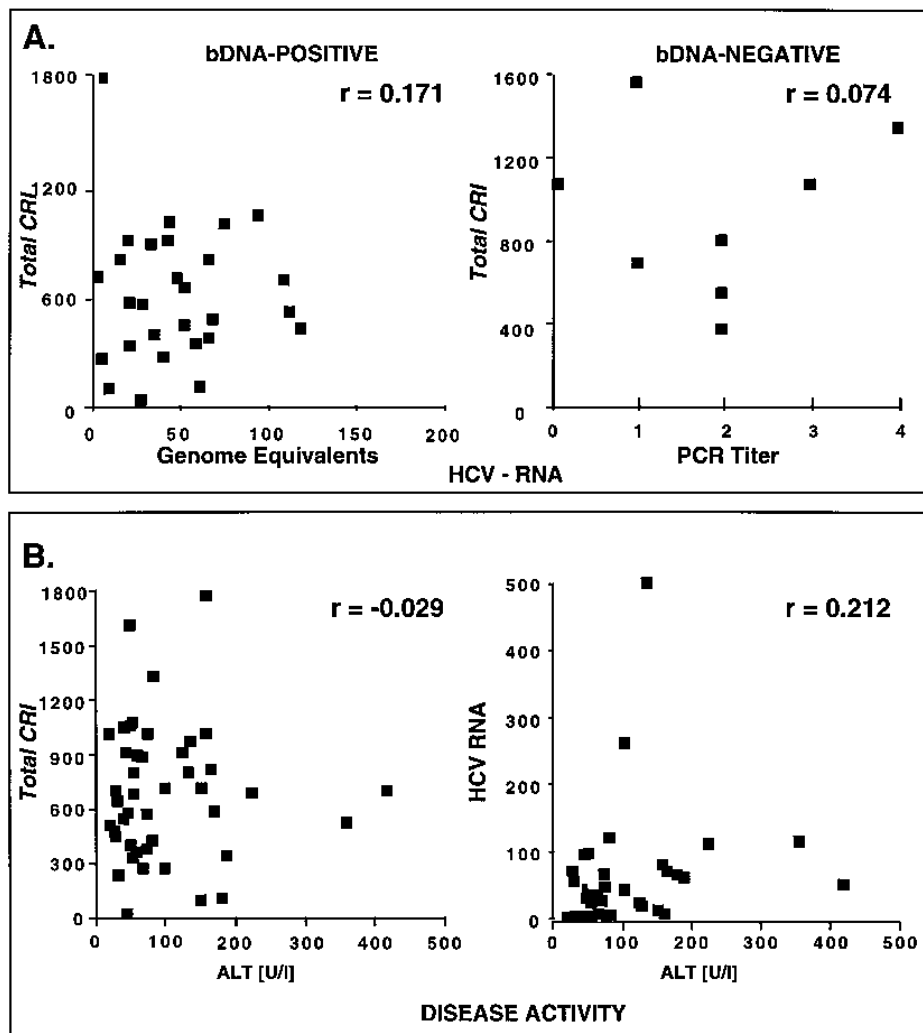 A.
bDNA-POSITIVE
r = 0.171
Total CRI
1800
1200
600
0
0 50 100 150 200
Genome Equivalents
bDNA-NEGATIVE
r = 0.074
Total CRI
1600
1200
800
400
0
0 1 2 3 4
PCR Titer
HCV - RNA
B.
r = -0.029
Total CRI
1800
1500
1200
900
600
300
0
0 100 200 300 400 500
ALT [U/l]
r = 0.212
HCV RNA
500
400
300
200
100
0
0 100 200 300 400 500
ALT [U/l]
DISEASE ACTIVITY